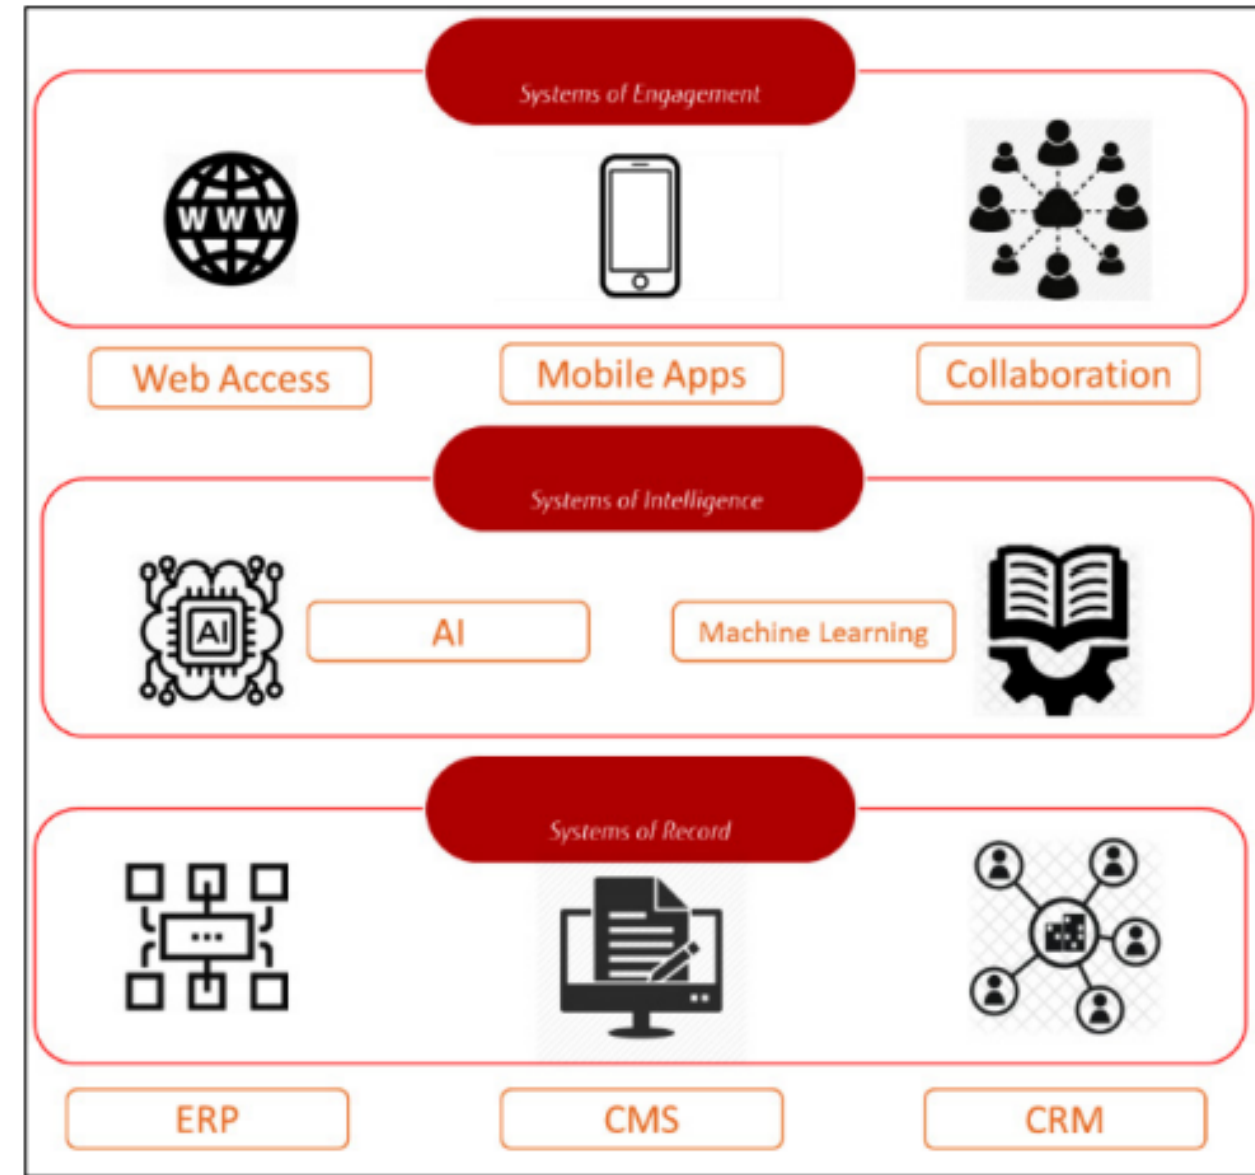 Systems of Engagement
WWW
Web Access
Mobile Apps
Collaboration
Systems of Intelligence
AI
AI
Machine Learning
Systems of Record
ERP
CMS
CRM